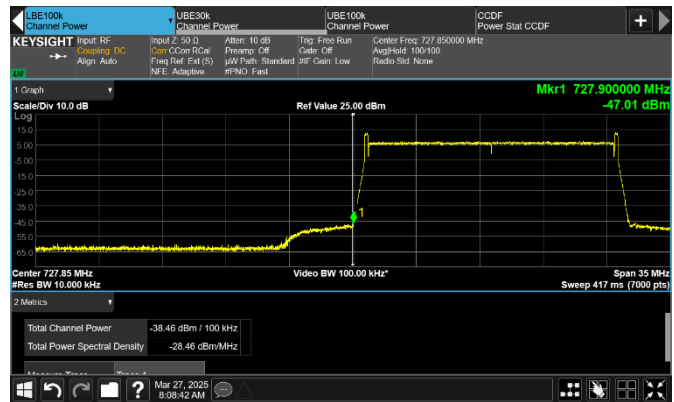 LBE100k
Channel Power
UBE30k
Channel Power
UBE100k
Channel Power
CCDF
Power Stat CCDF
KEYSIGHT
Input: RF
Coupling: DC
Align: Auto
Input Z: 50 Ω
Corr CCorr RCal
Freq Ref: Ext (S)
NFE: Adaptive
Atten: 10 dB
Preamp: Off
µW Path: Standard
#PNO: Fast
Trig: Free Run
Gate: Off
#IF Gain: Low
Center Freq: 727.850000 MHz
Avg|Hold: 100/100
Radio Std: None
LXI
1 Graph
Mkr1 727.900000 MHz
Scale/Div 10.0 dB
Ref Value 25.00 dBm
-47.01 dBm
Log
15.0
5.00
-5.00
-15.0
-25.0
-35.0
-45.0
-55.0
-65.0
1
Center 727.85 MHz
Video BW 100.00 kHz*
Span 35 MHz
#Res BW 10.000 kHz
Sweep 417 ms (7000 pts)
2 Metrics
Total Channel Power -38.46 dBm / 100 kHz
Total Power Spectral Density -28.46 dBm/MHz
Mar 27, 2025
8:08:42 AM